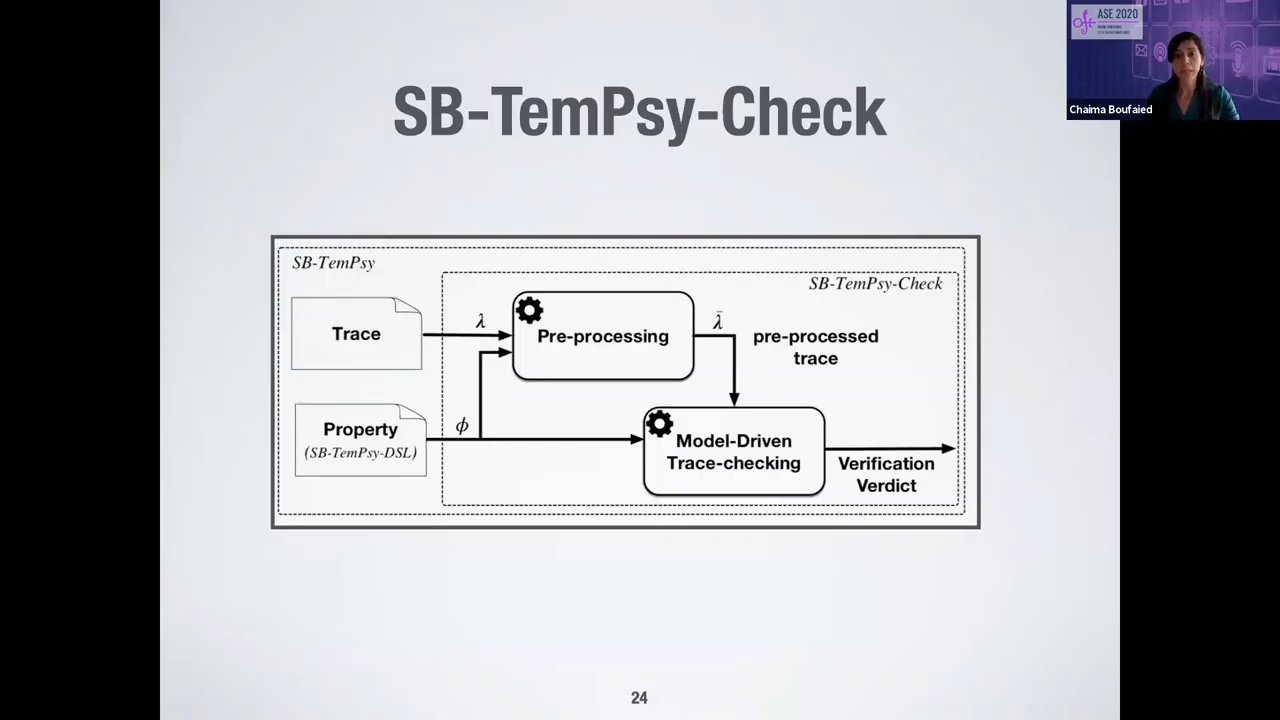 SB-TemPsy-Check
ASE 2020
Chaima Boufaied
SB-TemPsy
SB-TemPsy-Check
Trace
λ
Pre-processing
λ̄
pre-processed
trace
Property
(SB-TemPsy-DSL)
ϕ
Model-Driven
Trace-checking
Verification
Verdict
24